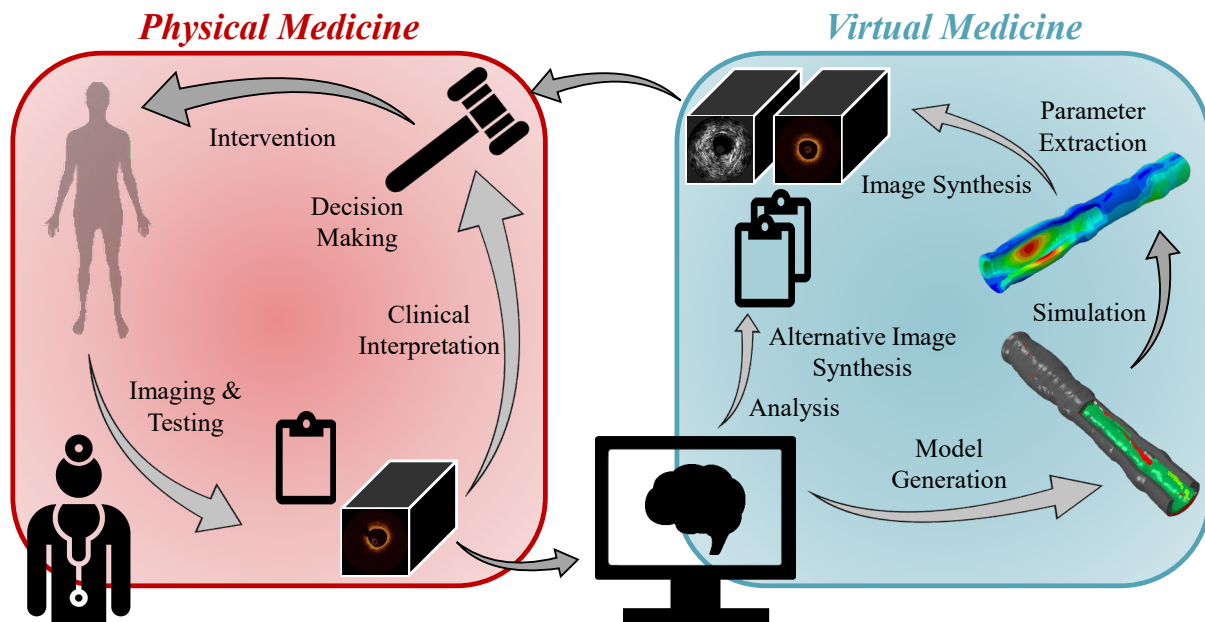 Physical Medicine
Intervention
Decision
Making
Clinical
Interpretation
Imaging &
Testing
Virtual Medicine
Parameter
Extraction
Image Synthesis
Simulation
Alternative Image
Synthesis
Analysis
Model
Generation